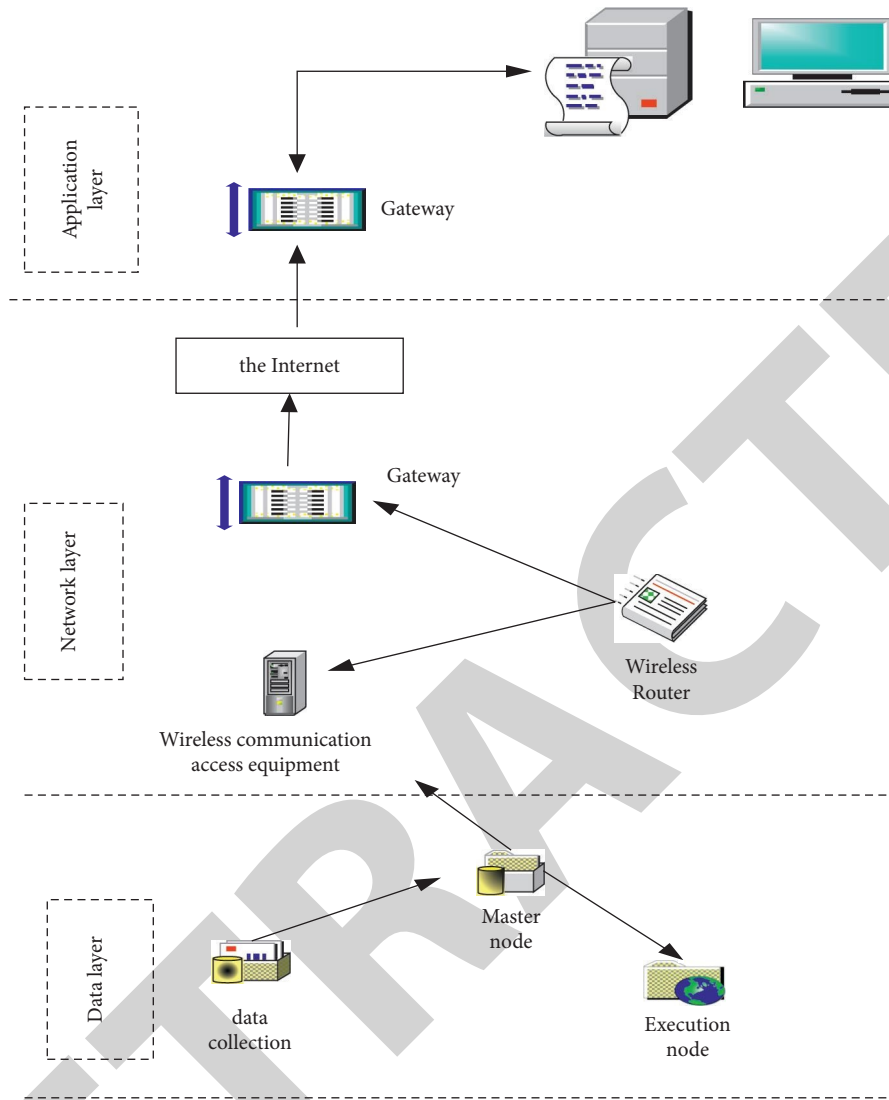 Application
layer
Gateway
the Internet
Gateway
Network layer
Wireless
Router
Wireless communication
access equipment
Data layer
Master
node
data
collection
Execution
node
TRACT